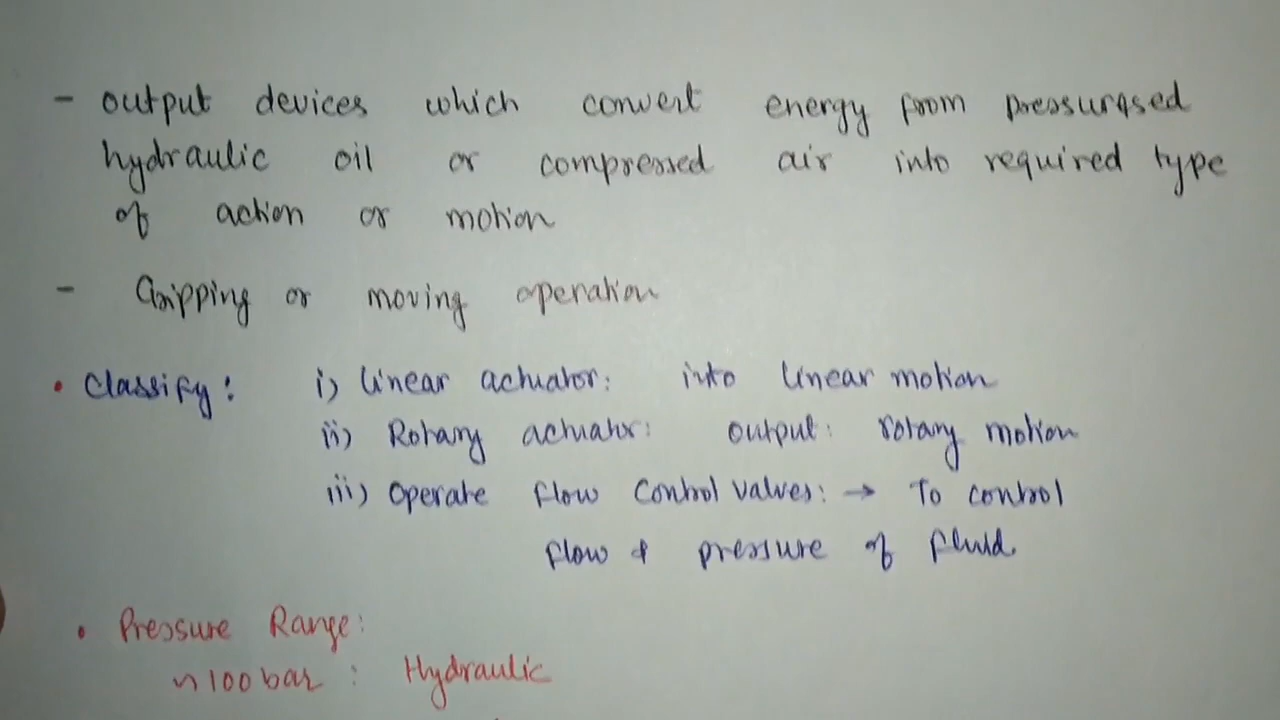 - output devices which convert energy from pressurqsed
hydraulic oil or compressed air into required type
of action or motion
- Gripping or moving operation
• Classify: i) linear actuator: into linear motion
ii) Rotary actuator: output: rotary motion
iii) Operate flow control valves: → To control
flow & pressure of fluid.
• Pressure Range:
~100 bar : Hydraulic